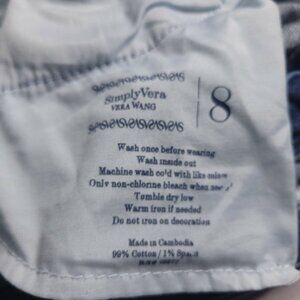 SimplyVera
VERA WANG
8
Wash once before wearing
Wash inside out
Machine wash cold with like colors
Only non-chlorine bleach when
Tumble dry low
Warm iron if needed
Do not iron on decoration
Made in Cambodia
99% Cotton / 1%